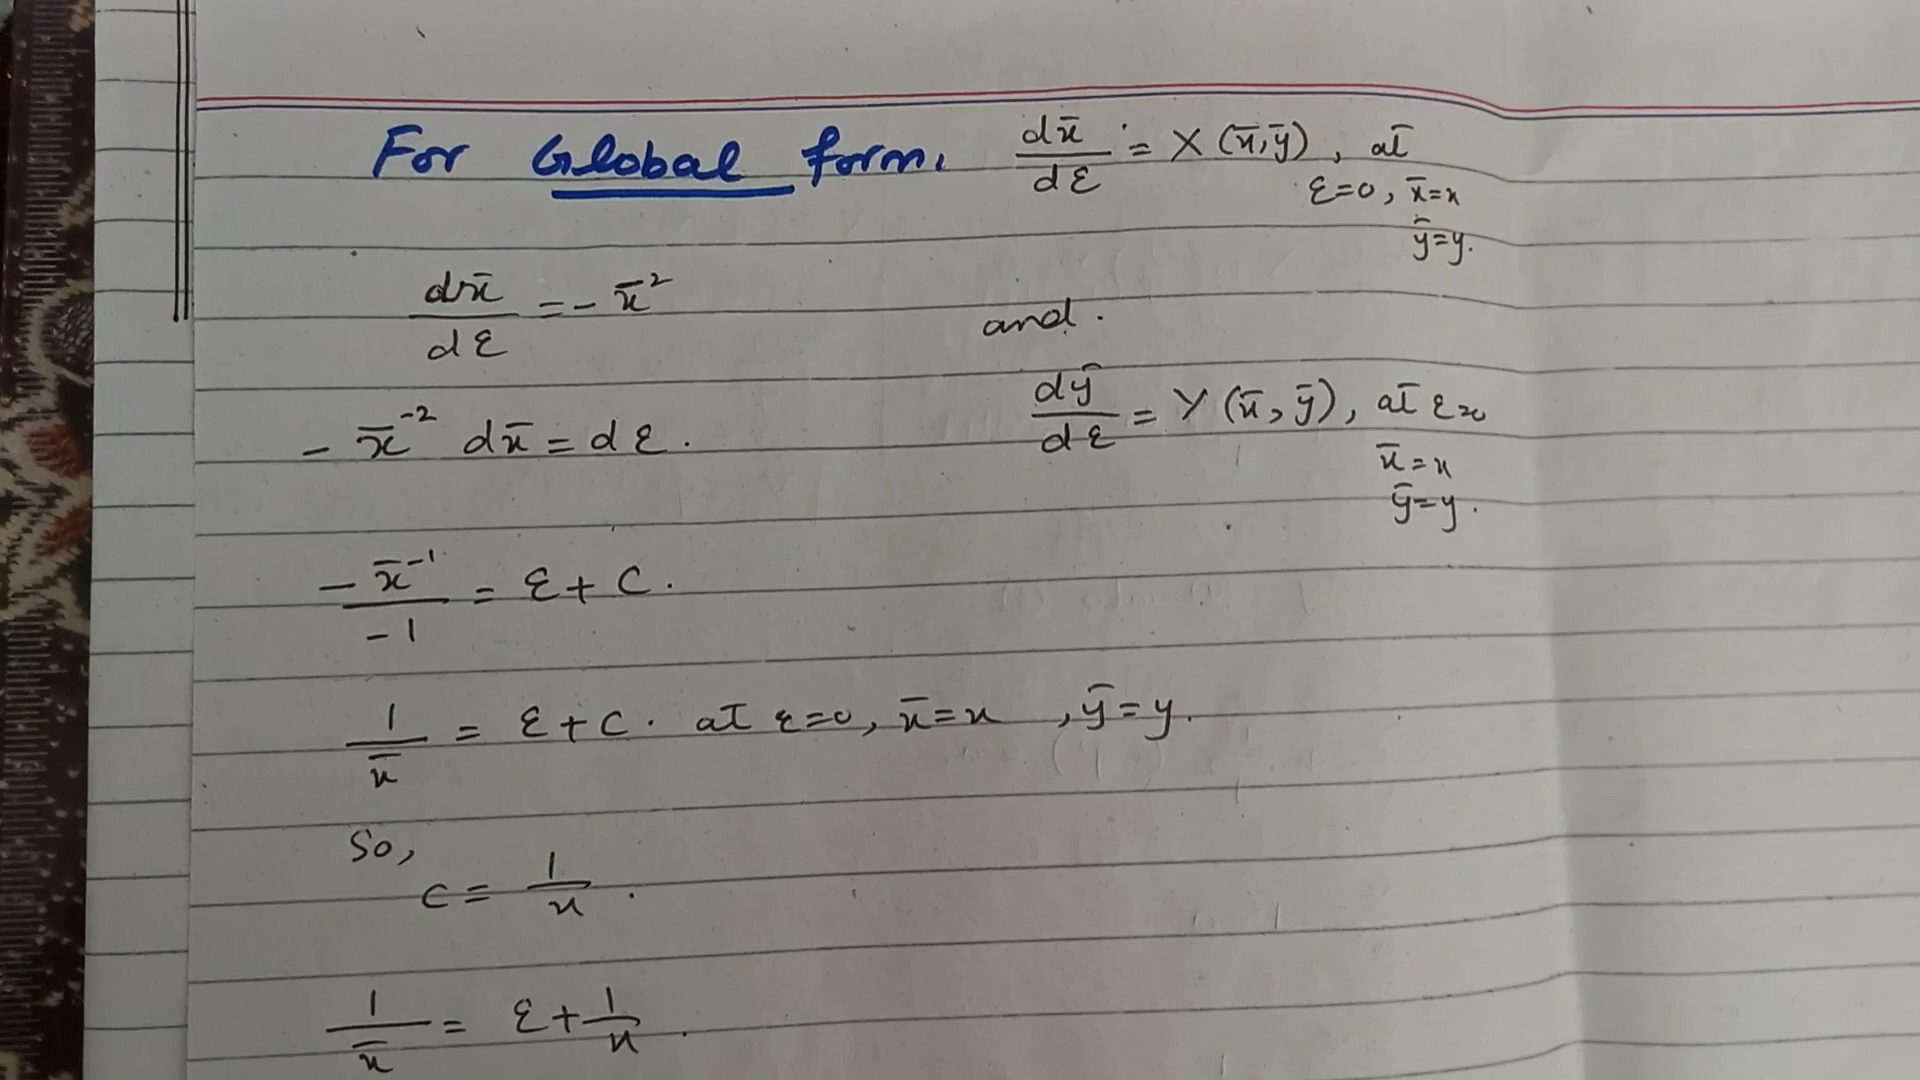 For Global form. dx̄/dε = X(x̄,ȳ), at
ε=0, x̄=x
ȳ=y.
dx̄/dε = - x̄²
and.
- x̄⁻² dx̄ = dε.
dȳ/dε = Y(x̄,ȳ), at ε=0
x̄=x
ȳ=y.
- x̄⁻¹/-1 = ε+C.
1/x̄ = ε+C. at ε=0, x̄=x, ȳ=y.
So,
C = 1/x.
1/x̄ = ε+1/x.